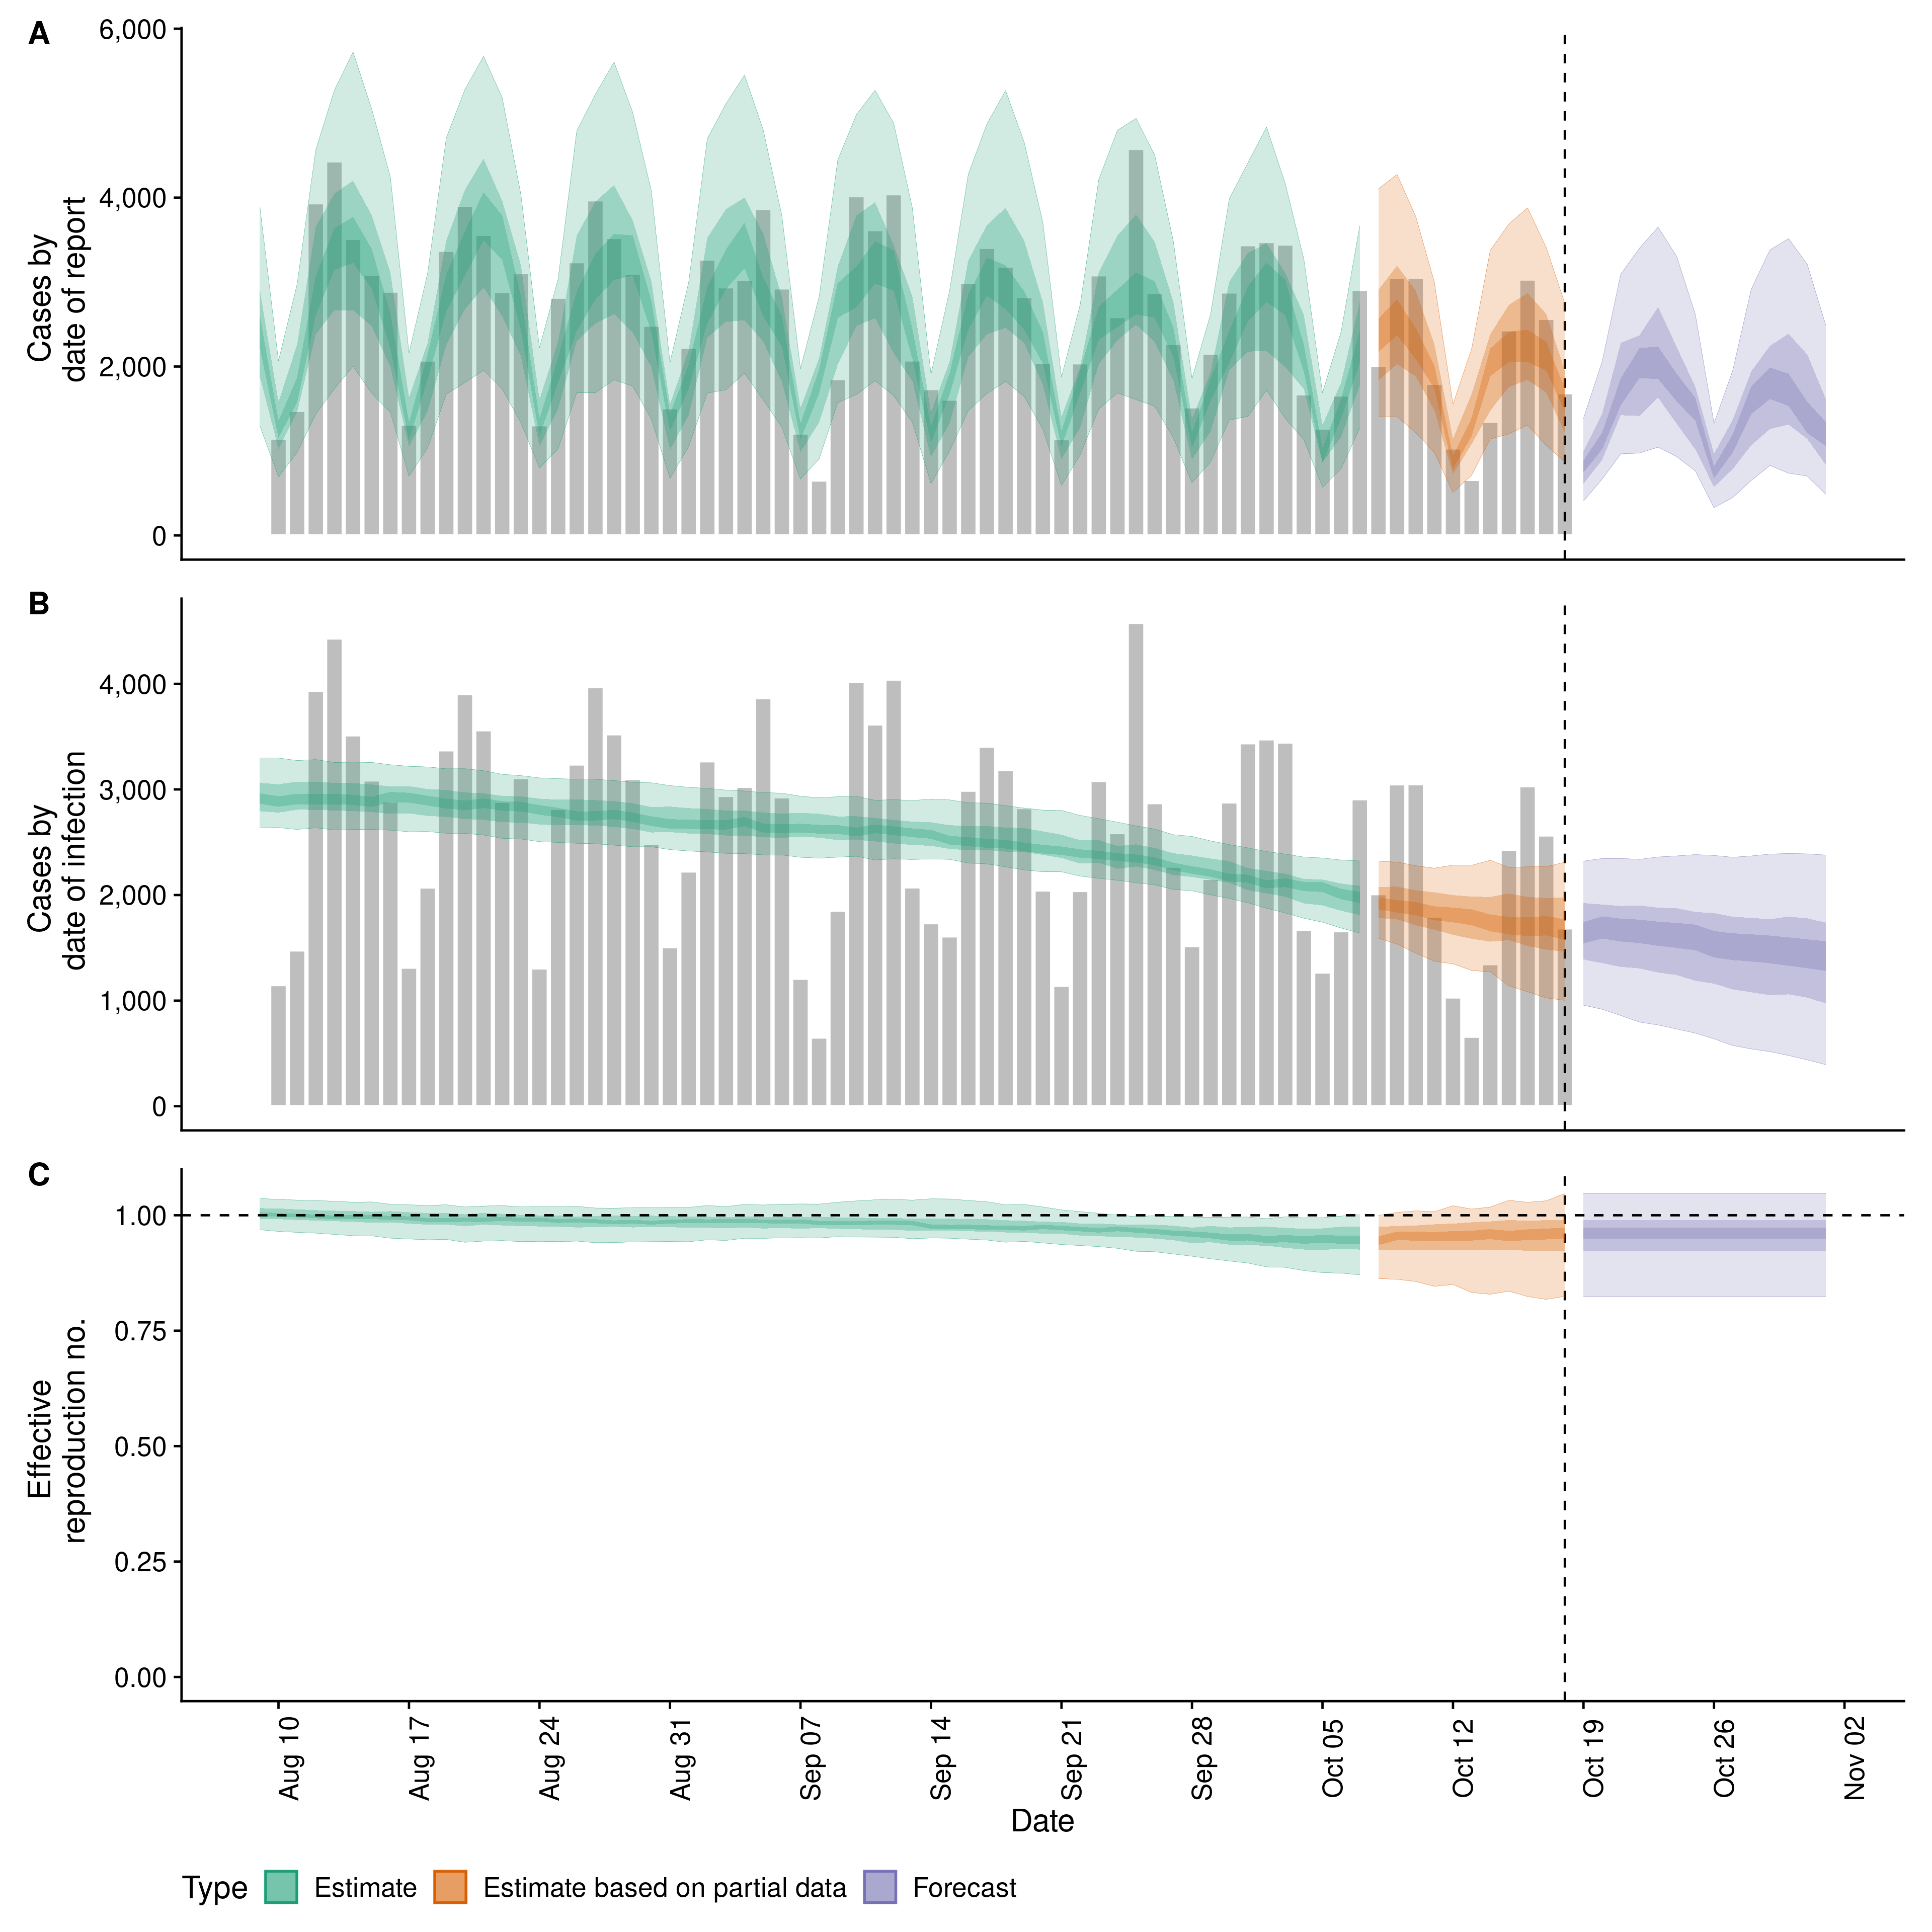 A
Cases by
date of report
6,000
4,000
2,000
0
B
Cases by
date of infection
4,000
3,000
2,000
1,000
0
C
Effective
reproduction no.
1.00
0.75
0.50
0.25
0.00
Aug 10
Aug 17
Aug 24
Aug 31
Sep 07
Sep 14
Sep 21
Sep 28
Oct 05
Oct 12
Oct 19
Oct 26
Nov 02
Date
Type Estimate Estimate based on partial data Forecast